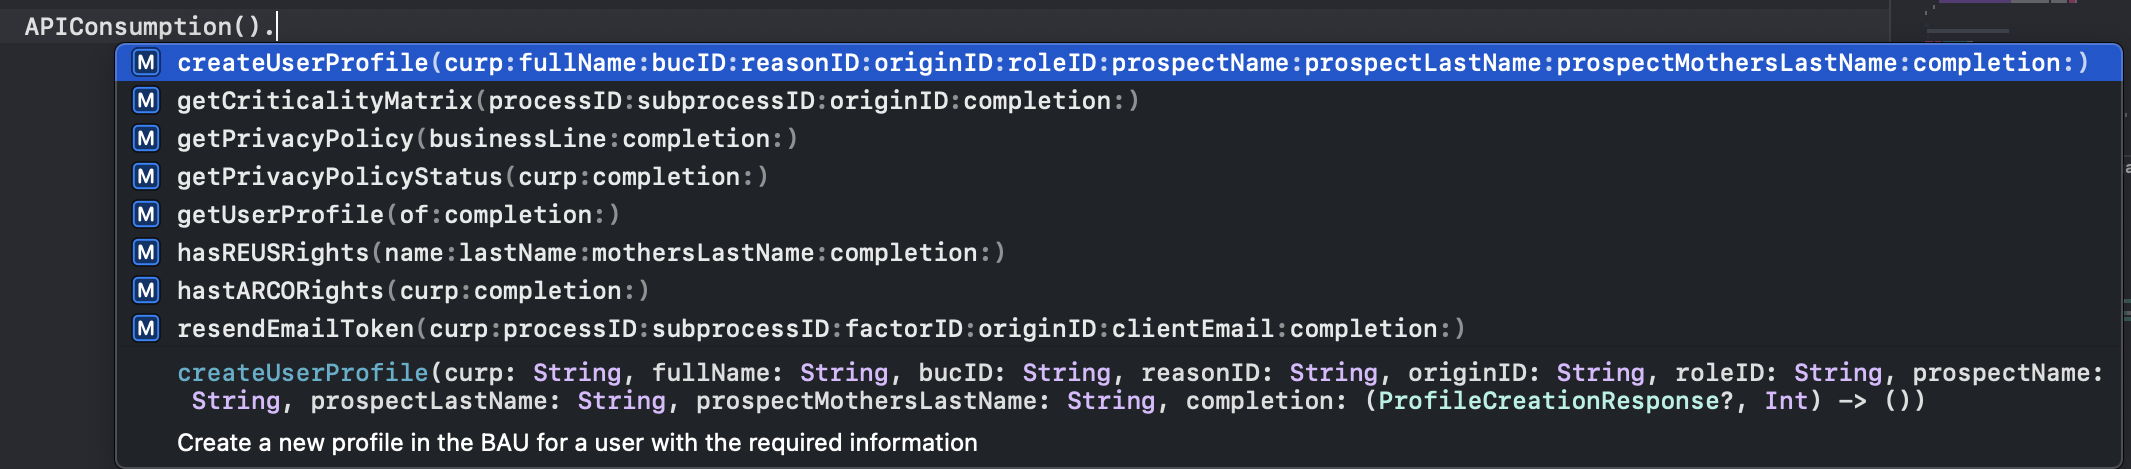 APIConsumption().
M createUserProfile(curp:fullName:bucID:reasonID:originID:roleID:prospectName:prospectLastName:prospectMothersLastName:completion:)
M getCriticalityMatrix(processID:subprocessID:originID:completion:)
M getPrivacyPolicy(businessLine:completion:)
M getPrivacyPolicyStatus(curp:completion:)
M getUserProfile(of:completion:)
M hasREUSRights(name:lastName:mothersLastName:completion:)
M hastARCORights(curp:completion:)
M resendEmailToken(curp:processID:subprocessID:factorID:originID:clientEmail:completion:)
createUserProfile(curp: String, fullName: String, bucID: String, reasonID: String, originID: String, roleID: String, prospectName:
String, prospectLastName: String, prospectMothersLastName: String, completion: (ProfileCreationResponse?, Int) -> ())
Create a new profile in the BAU for a user with the required information